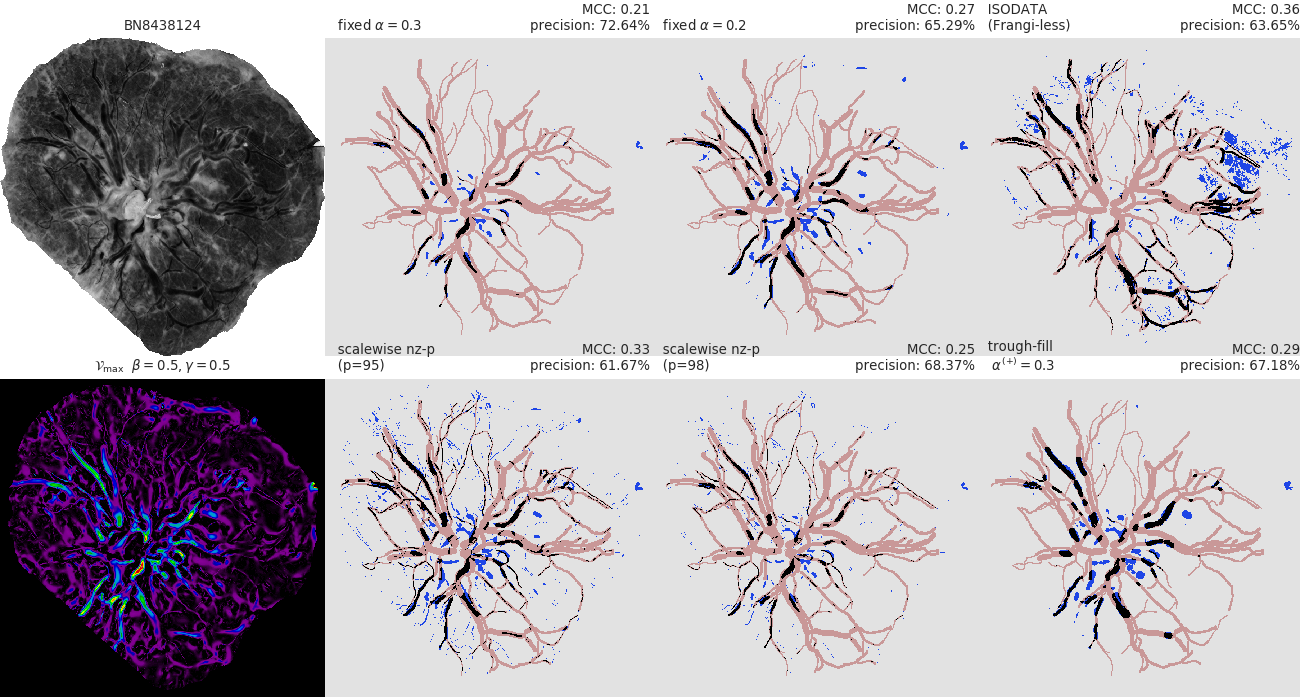 BN8438124
fixed α = 0.3
MCC: 0.21
precision: 72.64%
fixed α = 0.2
MCC: 0.27
precision: 65.29%
ISODATA
(Frangi-less)
MCC: 0.36
precision: 63.65%
𝒱max β = 0.5, γ = 0.5
scalewise nz-p
(p=95)
MCC: 0.33
precision: 61.67%
scalewise nz-p
(p=98)
MCC: 0.25
precision: 68.37%
trough-fill
α(+) = 0.3
MCC: 0.29
precision: 67.18%